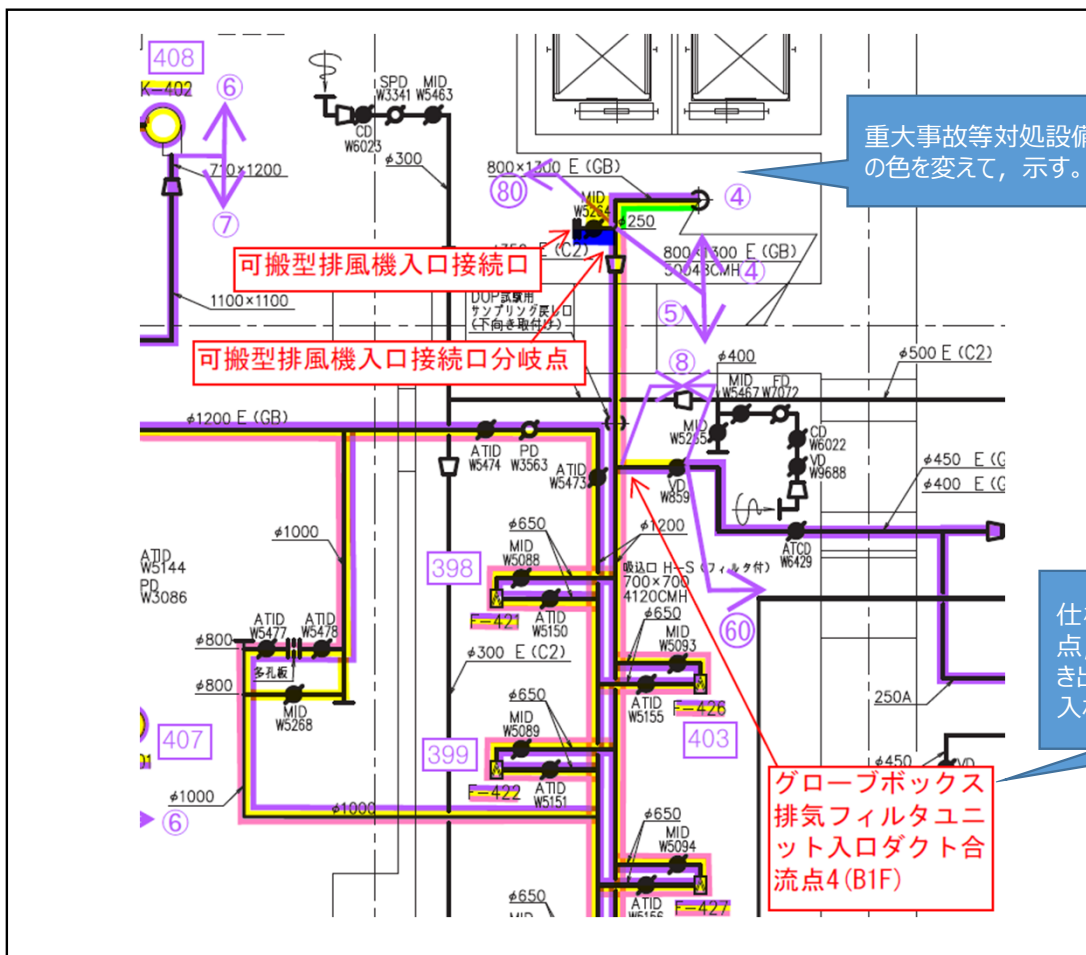 408
K-402
⑥
710×1200
⑦
1100×1100
SPD
W3341
MID
W5463
CD
W6023
φ300
800×1300 E (GB)
⑧⓪
MID
W5264
④
φ250
重大事故等対処設備
の色を変えて，示す。
可搬型排風機入口接続口
E (C2)
800×1300 E (GB)
50048CMH
④
DOP試験用
サンプリング戻し口
(下向き取付け)
⑤
可搬型排風機入口接続口分岐点
⑧
φ400
φ500 E (C2)
MID
W5467
FD
W7072
φ1200 E (GB)
ATID
W5474
PD
W3563
MID
W5265
CD
W6022
VD
W9688
ATID
W5473
VD
W859
φ450 E (G
φ400 E (G
φ1000
φ650
φ1200
ATCD
W6429
ATID
W5144
PD
W3086
398
MID
W5088
吸込口 H-S (フィルタ付)
700×700
4120CMH
F-421
ATID
W5150
φ650
60
ATID
W5477
ATID
W5478
φ800
多孔板
φ300 E (C2)
MID
W5093
φ800
MID
W5268
φ650
ATID
W5155
F-426
250A
407
399
MID
W5089
403
F-422
ATID
W5151
φ450
VD
φ1000
⑥
φ1000
φ650
MID
W5094
グローブボックス
排気フィルタユニ
ット入口ダクト合
流点4(B1F)
φ650
ATID
W5156
F-427
MID
仕
点
き出
入